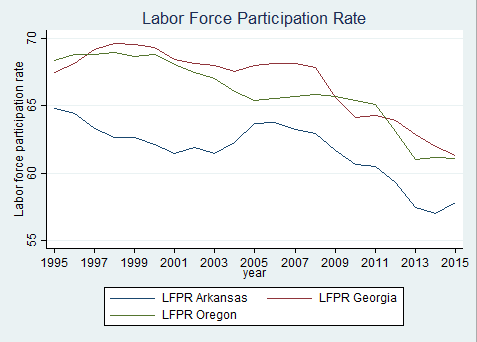 Labor Force Participation Rate
Labor force participation rate
70
65
60
55
1995 1997 1999 2001 2003 2005 2007 2009 2011 2013 2015
year
LFPR Arkansas LFPR Georgia
LFPR Oregon